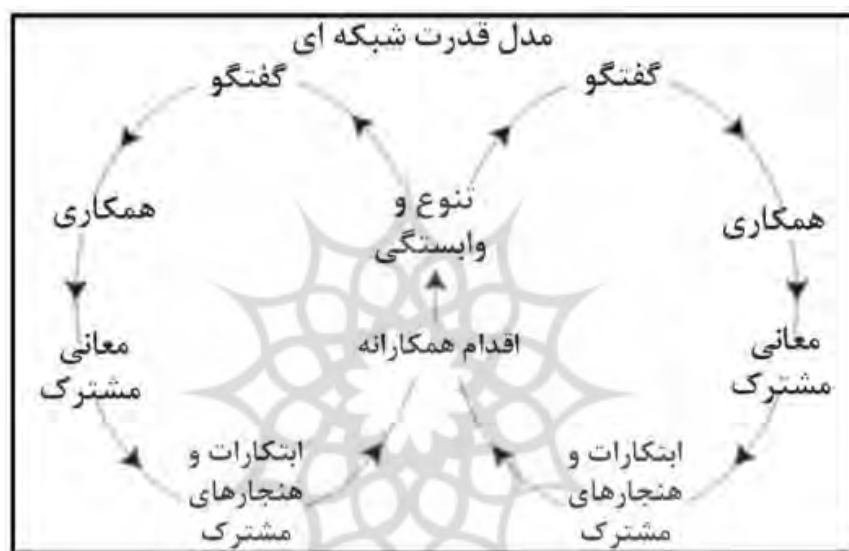 مدل قدرت شبکه ای
گفتگو
گفتگو
تنوع و
وابستگی
همکاری
همکاری
اقدام همکارانه
معانی
مشترک
معانی
مشترک
ابتکارات و
هنجارهای
مشترک
ابتکارات و
هنجارهای
مشترک